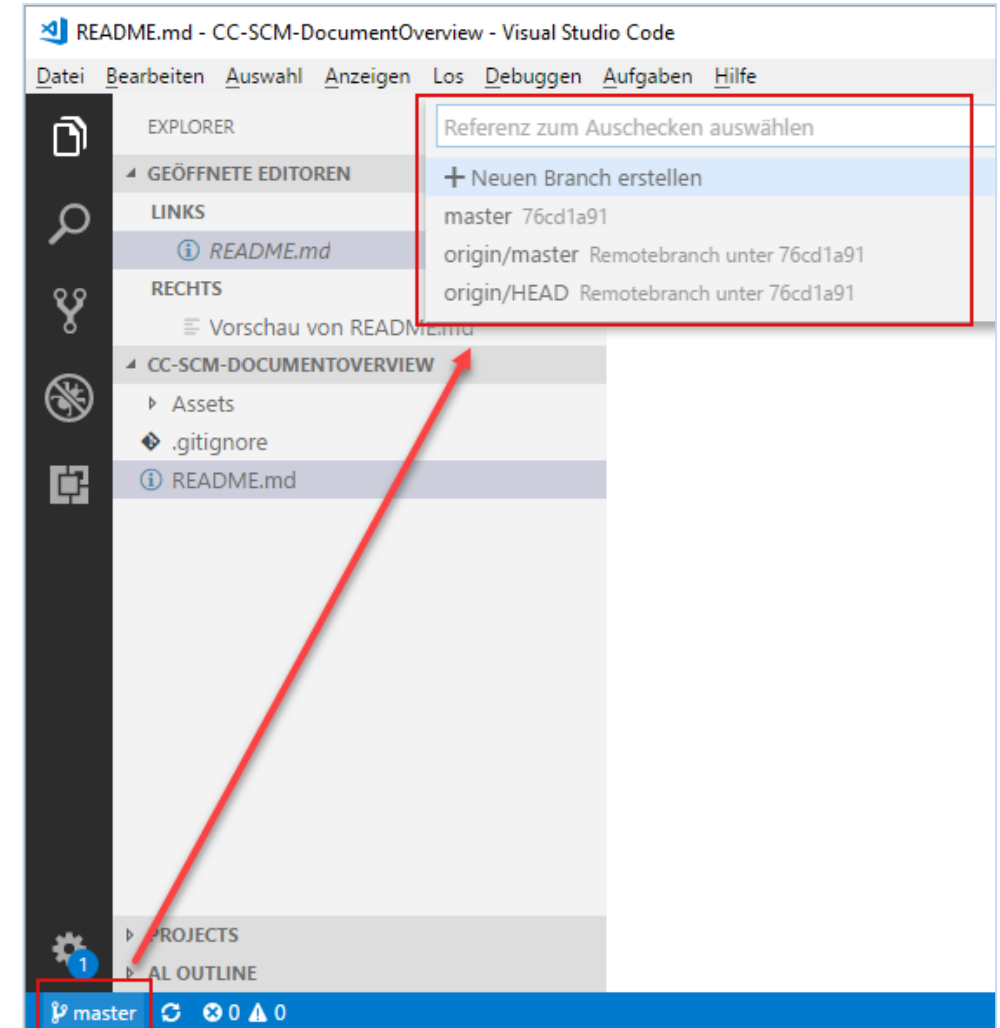 README.md - CC-SCM-DocumentOverview - Visual Studio Code
Datei Bearbeiten Auswahl Anzeigen Los Debuggen Aufgaben Hilfe
EXPLORER
GEÖFFNETE EDITOREN
LINKS
README.md
RECHTS
Vorschau von README.md
CC-SCM-DOCUMENTOVERVIEW
Assets
.gitignore
README.md
Referenz zum Auschecken auswählen
Neuen Branch erstellen
master 76cd1a91
origin/master Remotebranch unter 76cd1a91
origin/HEAD Remotebranch unter 76cd1a91
PROJECTS
AL OUTLINE
1
master 0 0